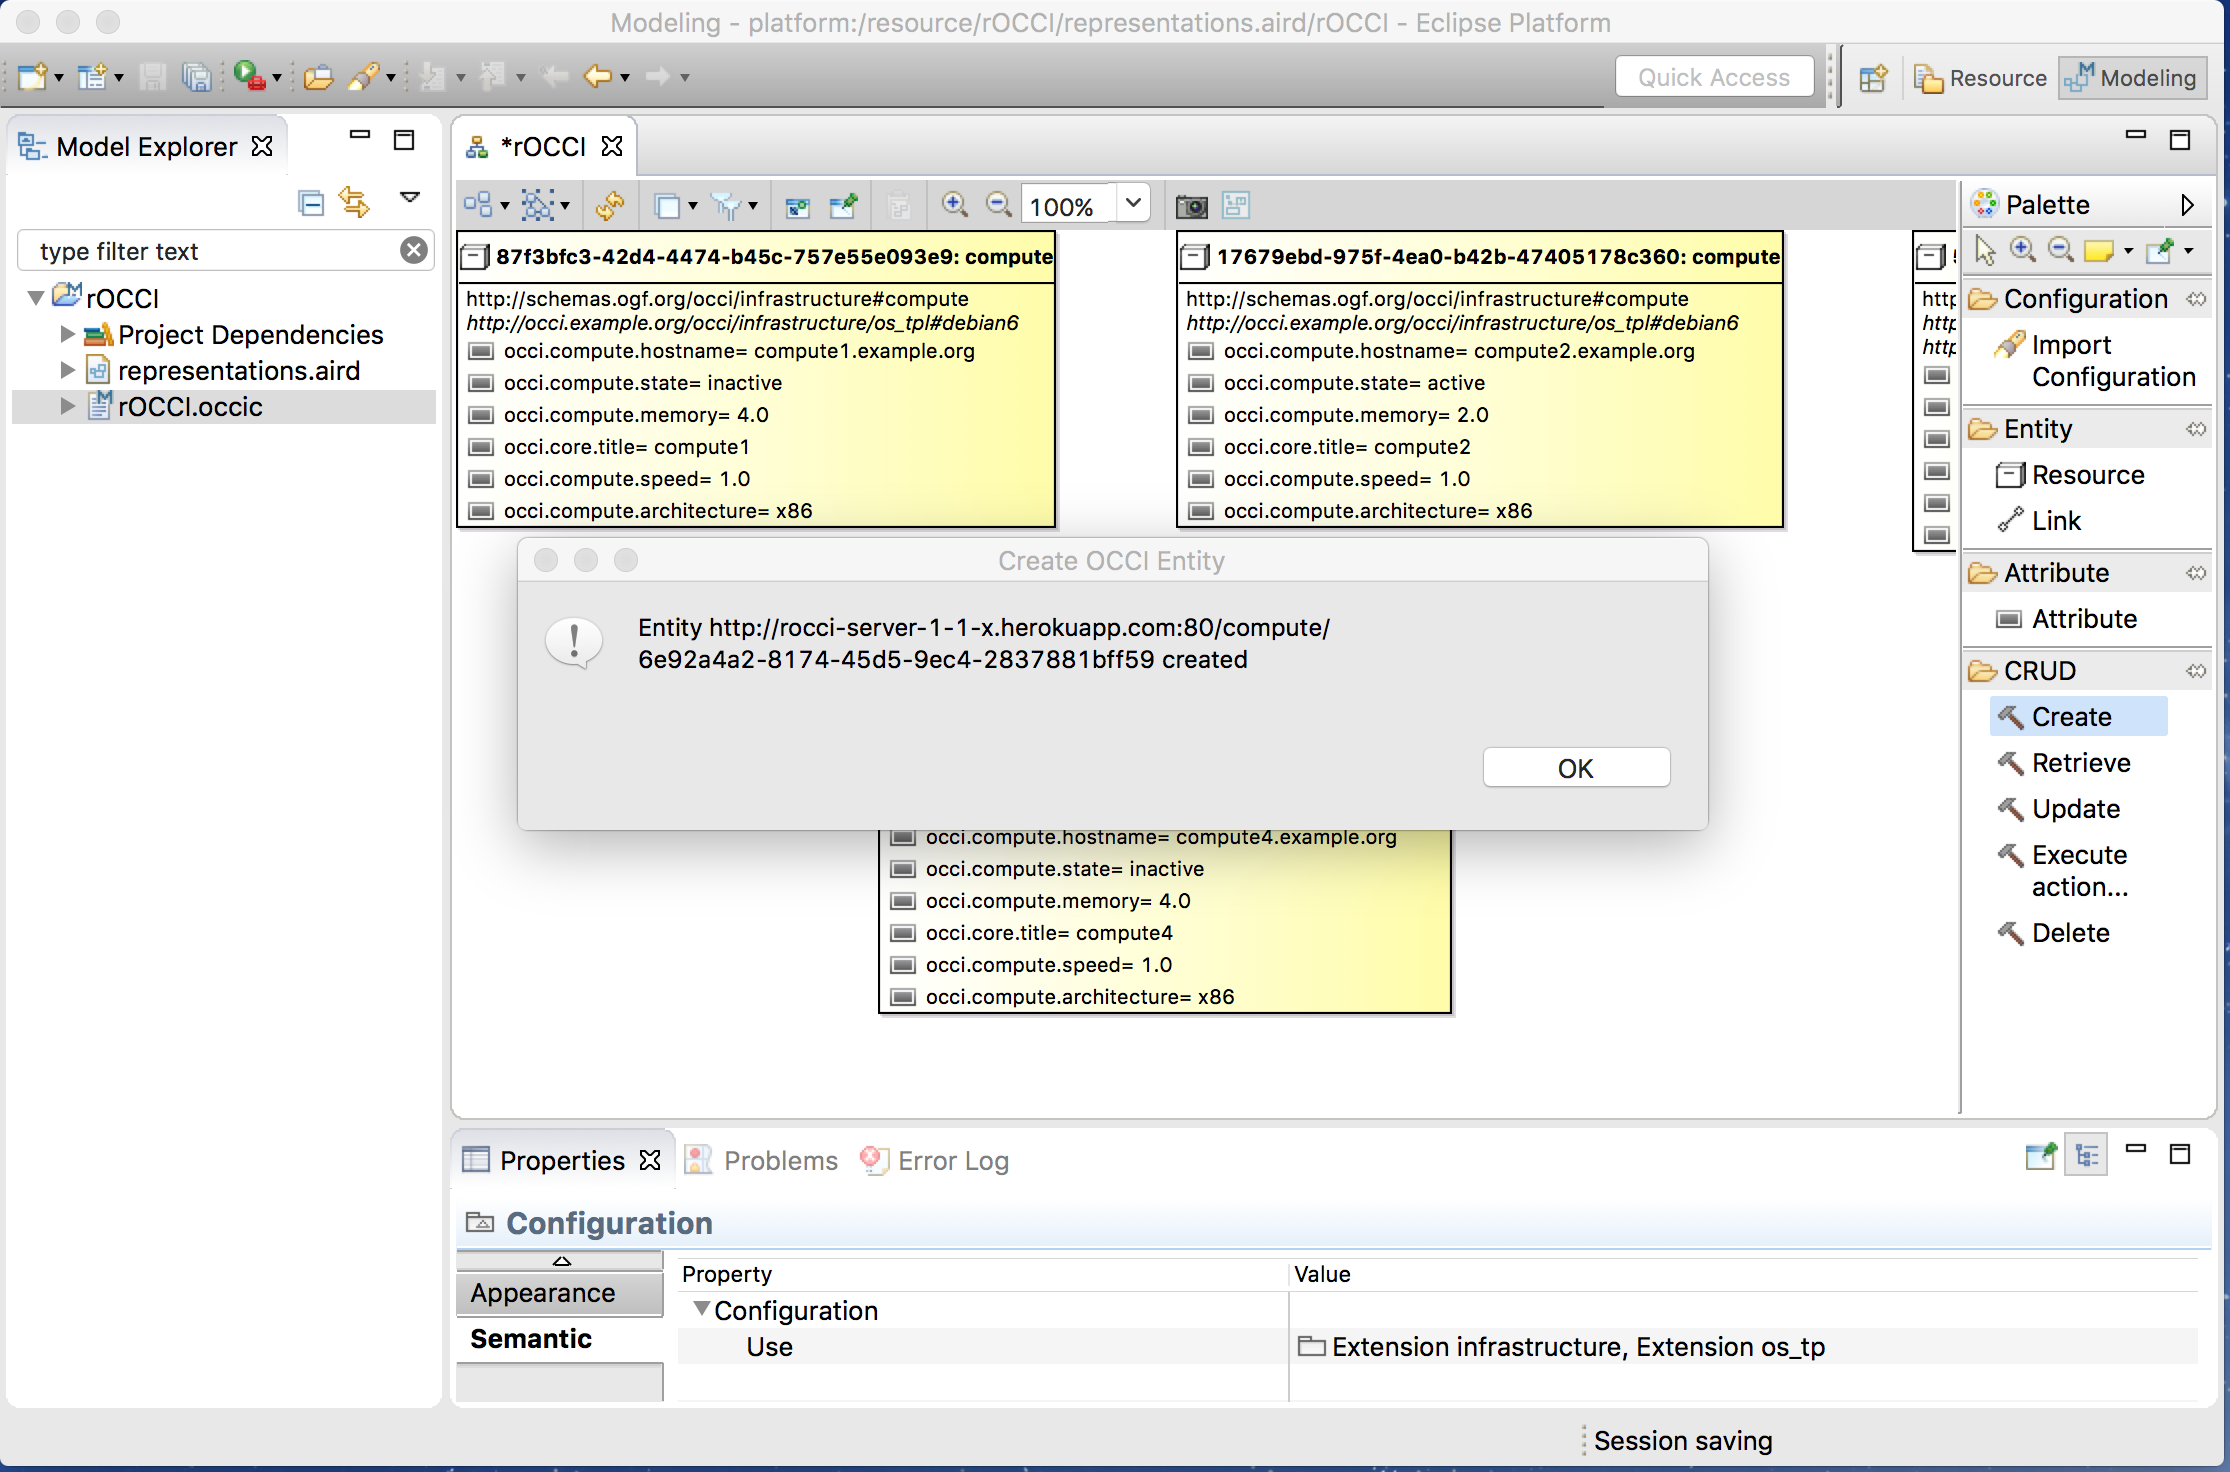 Modeling - platform:/resource/rOCCI/representations.aird/rOCCI - Eclipse Platform
Quick Access
Resource
Modeling
Model Explorer
type filter text
rOCCI
Project Dependencies
representations.aird
rOCCI.occic
*rOCCI
100%
87f3bfc3-42d4-4474-b45c-757e55e093e9: compute
http://schemas.ogf.org/occi/infrastructure#compute
http://occi.example.org/occi/infrastructure/os_tpl#debian6
occi.compute.hostname= compute1.example.org
occi.compute.state= inactive
occi.compute.memory= 4.0
occi.core.title= compute1
occi.compute.speed= 1.0
occi.compute.architecture= x86
17679ebd-975f-4ea0-b42b-47405178c360: compute
http://schemas.ogf.org/occi/infrastructure#compute
http://occi.example.org/occi/infrastructure/os_tpl#debian6
occi.compute.hostname= compute2.example.org
occi.compute.state= active
occi.compute.memory= 2.0
occi.core.title= compute2
occi.compute.speed= 1.0
occi.compute.architecture= x86
Create OCCI Entity
Entity http://rocci-server-1-1-x.herokuapp.com:80/compute/
6e92a4a2-8174-45d5-9ec4-2837881bff59 created
OK
occi.compute.hostname= compute4.example.org
occi.compute.state= inactive
occi.compute.memory= 4.0
occi.core.title= compute4
occi.compute.speed= 1.0
occi.compute.architecture= x86
Palette
Configuration
Import
Configuration
Entity
Resource
Link
Attribute
Attribute
CRUD
Create
Retrieve
Update
Execute
action...
Delete
Properties
Problems
Error Log
Configuration
Appearance
Semantic
Property
Value
Configuration
Use
Extension infrastructure, Extension os_tp
Session saving